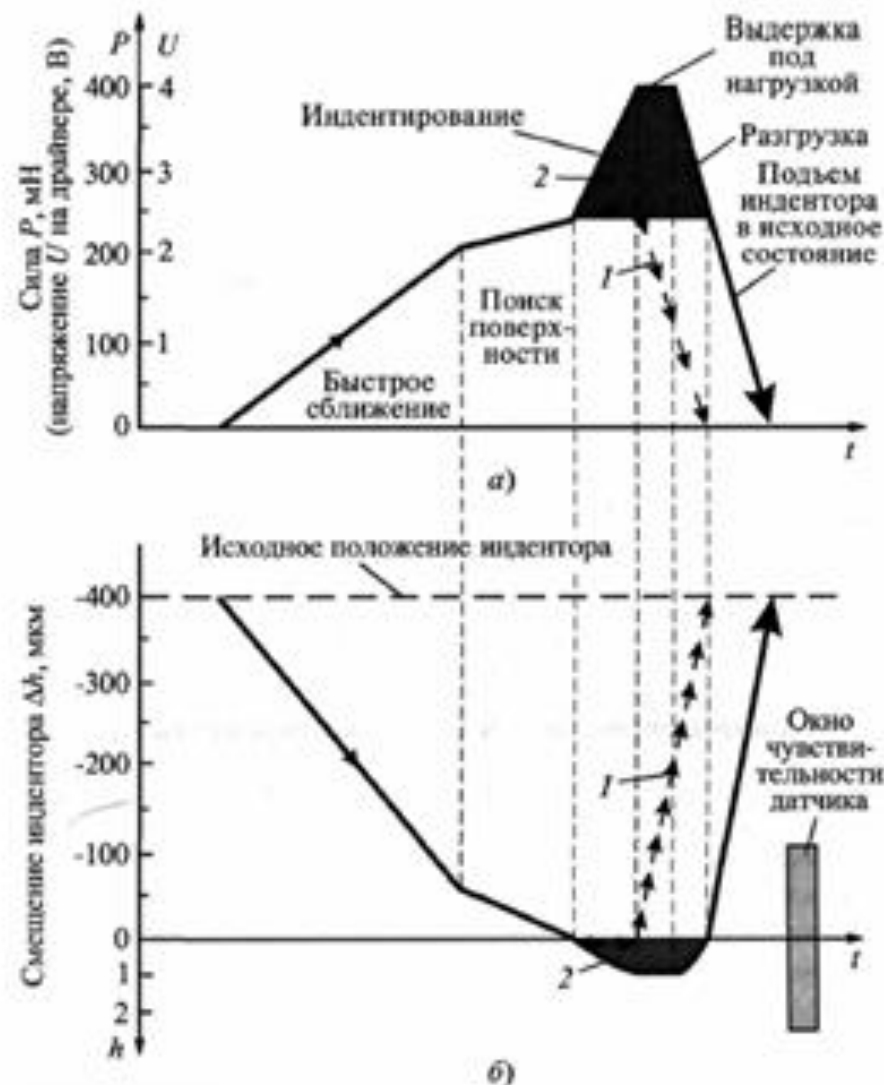 P U
Выдержка
под
нагрузкой
400 4
Индентирование
Разгрузка
300 3
2
Подъем
индентора
в исходное
состояние
200 2
1
Поиск
поверх-
ности
100 1
Быстрое
сближение
0
t
Сила P, мН
(напряжение U на драйвере, В)
а)
Исходное положение индентора
-400
-300
-200
-100
0
1
2
h
Смещение индентора Δh, мкм
1
2
Окно
чувстви-
тельности
датчика
t
б)